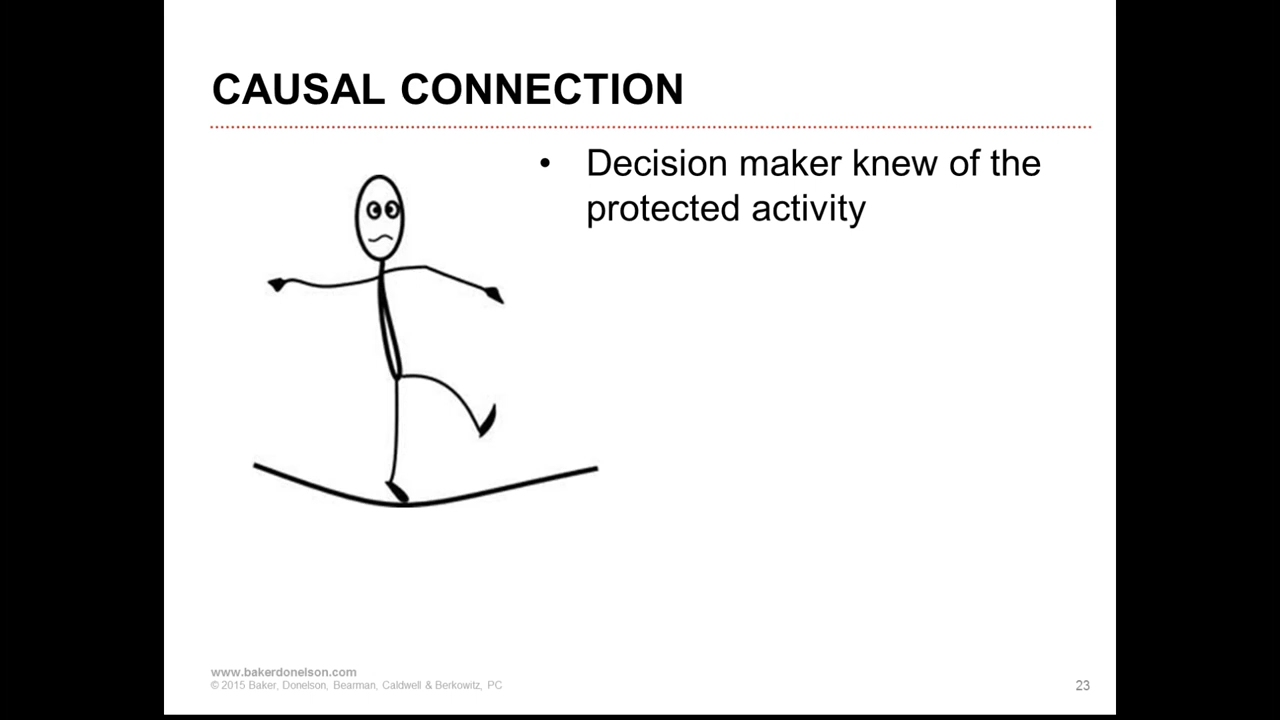 CAUSAL CONNECTION
• Decision maker knew of the
protected activity
www.bakerdonelson.com
© 2015 Baker, Donelson, Bearman, Caldwell & Berkowitz, PC
23